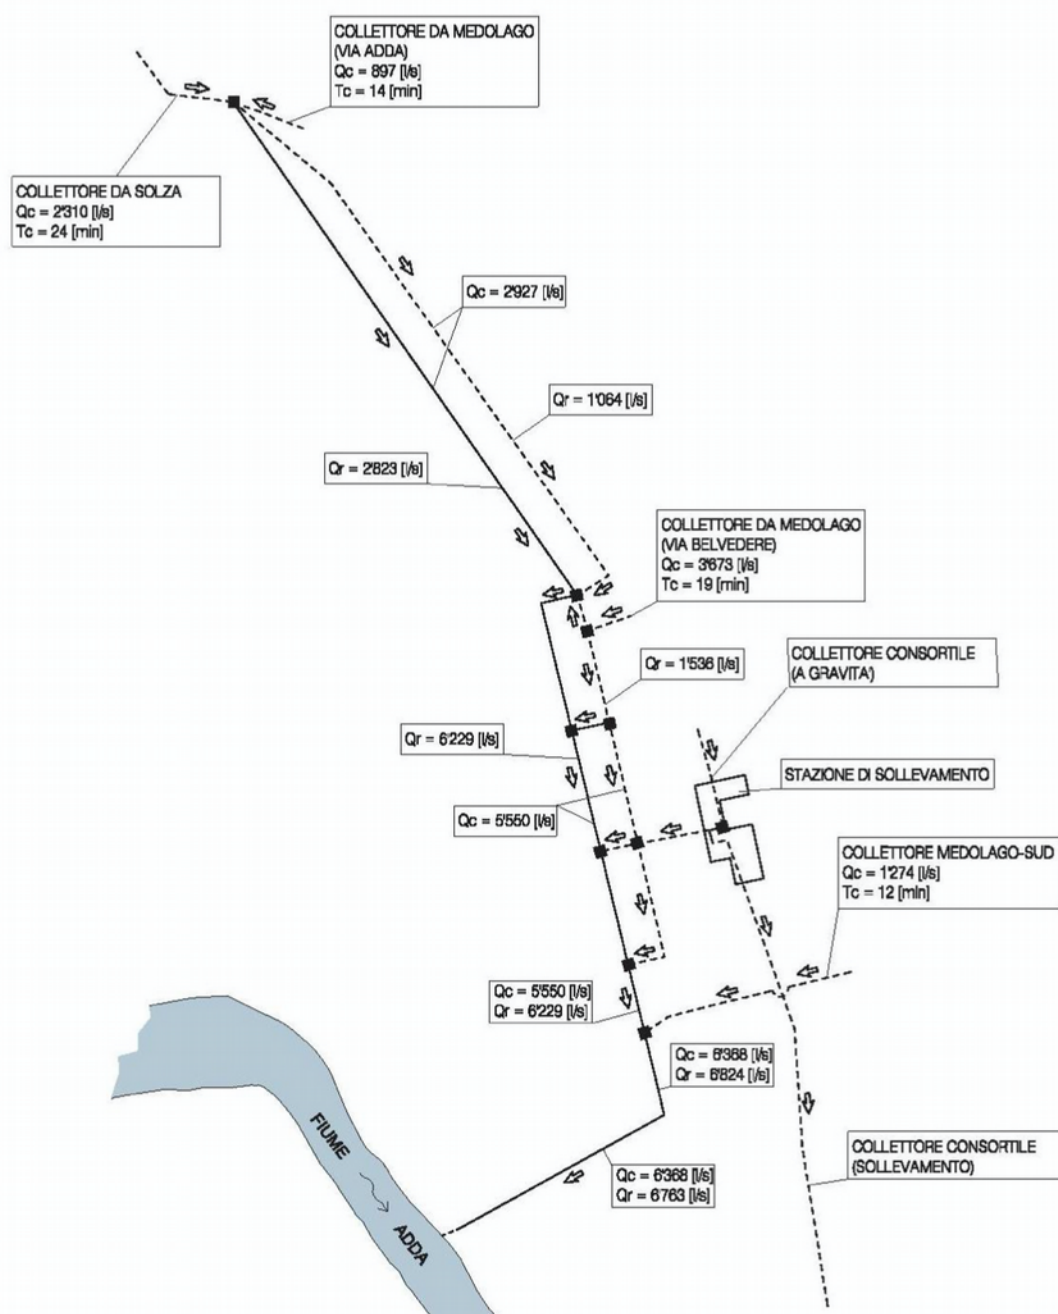 COLLETTORE DA MEDOLAGO
(VIA ADDA)
Qc = 897 [l/s]
Tc = 14 [min]
COLLETTORE DA SOLZA
Qc = 2'310 [l/s]
Tc = 24 [min]
Qc = 2'927 [l/s]
Qr = 1'064 [l/s]
Qr = 2'823 [l/s]
COLLETTORE DA MEDOLAGO
(VIA BELVEDERE)
Qc = 3'673 [l/s]
Tc = 19 [min]
Qr = 1'536 [l/s]
COLLETTORE CONSORTILE
(A GRAVITA')
Qr = 6'229 [l/s]
STAZIONE DI SOLLEVAMENTO
Qc = 5'550 [l/s]
COLLETTORE MEDOLAGO-SUD
Qc = 1'274 [l/s]
Tc = 12 [min]
Qc = 5'550 [l/s]
Qr = 6'229 [l/s]
Qc = 6'368 [l/s]
Qr = 6'824 [l/s]
FIUME
ADDA
COLLETTORE CONSORTILE
(SOLLEVAMENTO)
Qc = 6'368 [l/s]
Qr = 6'763 [l/s]